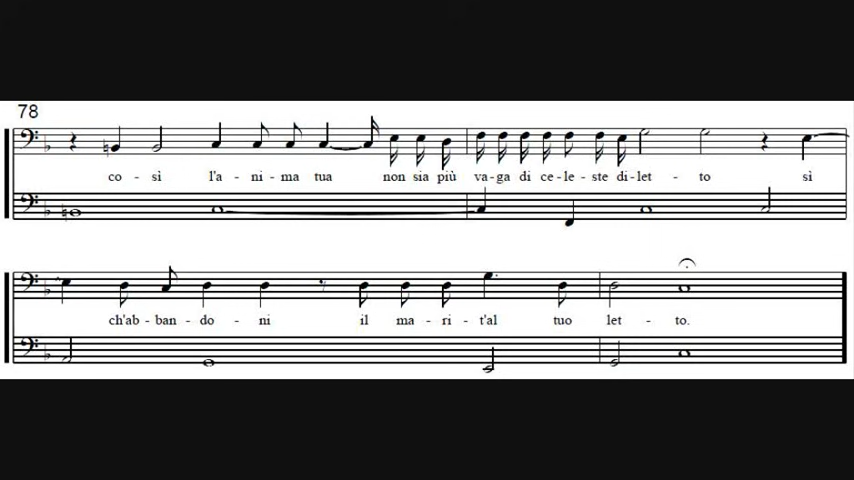 78
co - sì l'a - ni - ma tua non sia più va - ga di ce - le - ste di - let - to sì
ch'ab - ban - do - ni il ma - ri - t'al tuo let - to.